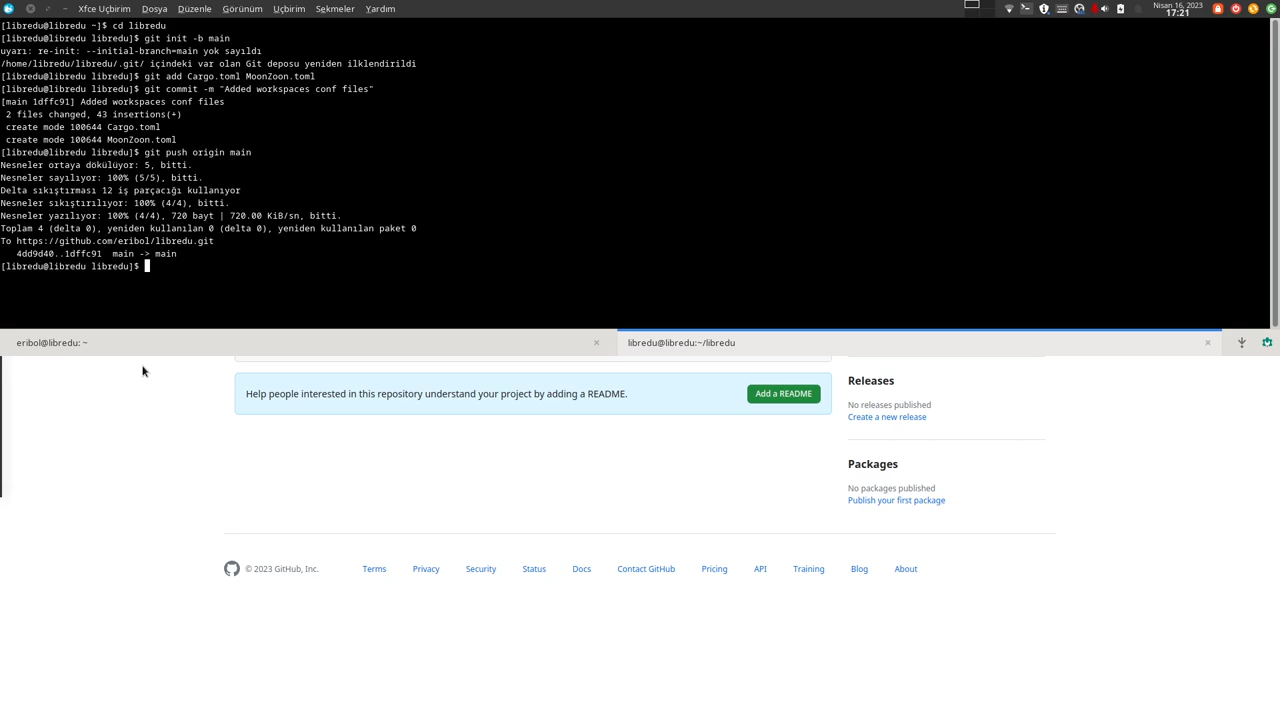 Xfce Uçbirim Dosya Düzenle Görünüm Uçbirim Sekmeler Yardım
Nisan 16, 2023
17:21
[libredu@libredu ~]$ cd libredu
[libredu@libredu libredu]$ git init -b main
uyarı: re-init: --initial-branch=main yok sayıldı
/home/libredu/libredu/.git/ içindeki var olan Git deposu yeniden ilklendirildi
[libredu@libredu libredu]$ git add Cargo.toml MoonZoon.toml
[libredu@libredu libredu]$ git commit -m "Added workspaces conf files"
[main 1dffc91] Added workspaces conf files
2 files changed, 43 insertions(+)
create mode 100644 Cargo.toml
create mode 100644 MoonZoon.toml
[libredu@libredu libredu]$ git push origin main
Nesneler ortaya dökülüyor: 5, bitti.
Nesneler sayılıyor: 100% (5/5), bitti.
Delta sıkıştırması 12 iş parçacığı kullanıyor
Nesneler sıkıştırılıyor: 100% (4/4), bitti.
Nesneler yazılıyor: 100% (4/4), 720 bayt | 720.00 KiB/sn, bitti.
Toplam 4 (delta 0), yeniden kullanılan 0 (delta 0), yeniden kullanılan paket 0
To https://github.com/eribol/libredu.git
4dd9d40..1dffc91 main -> main
[libredu@libredu libredu]$
eribol@libredu: ~
libredu@libredu:~/libredu
Help people interested in this repository understand your project by adding a README.
Add a README
Releases
No releases published
Create a new release
Packages
No packages published
Publish your first package
© 2023 GitHub, Inc.
Terms
Privacy
Security
Status
Docs
Contact GitHub
Pricing
API
Training
Blog
About